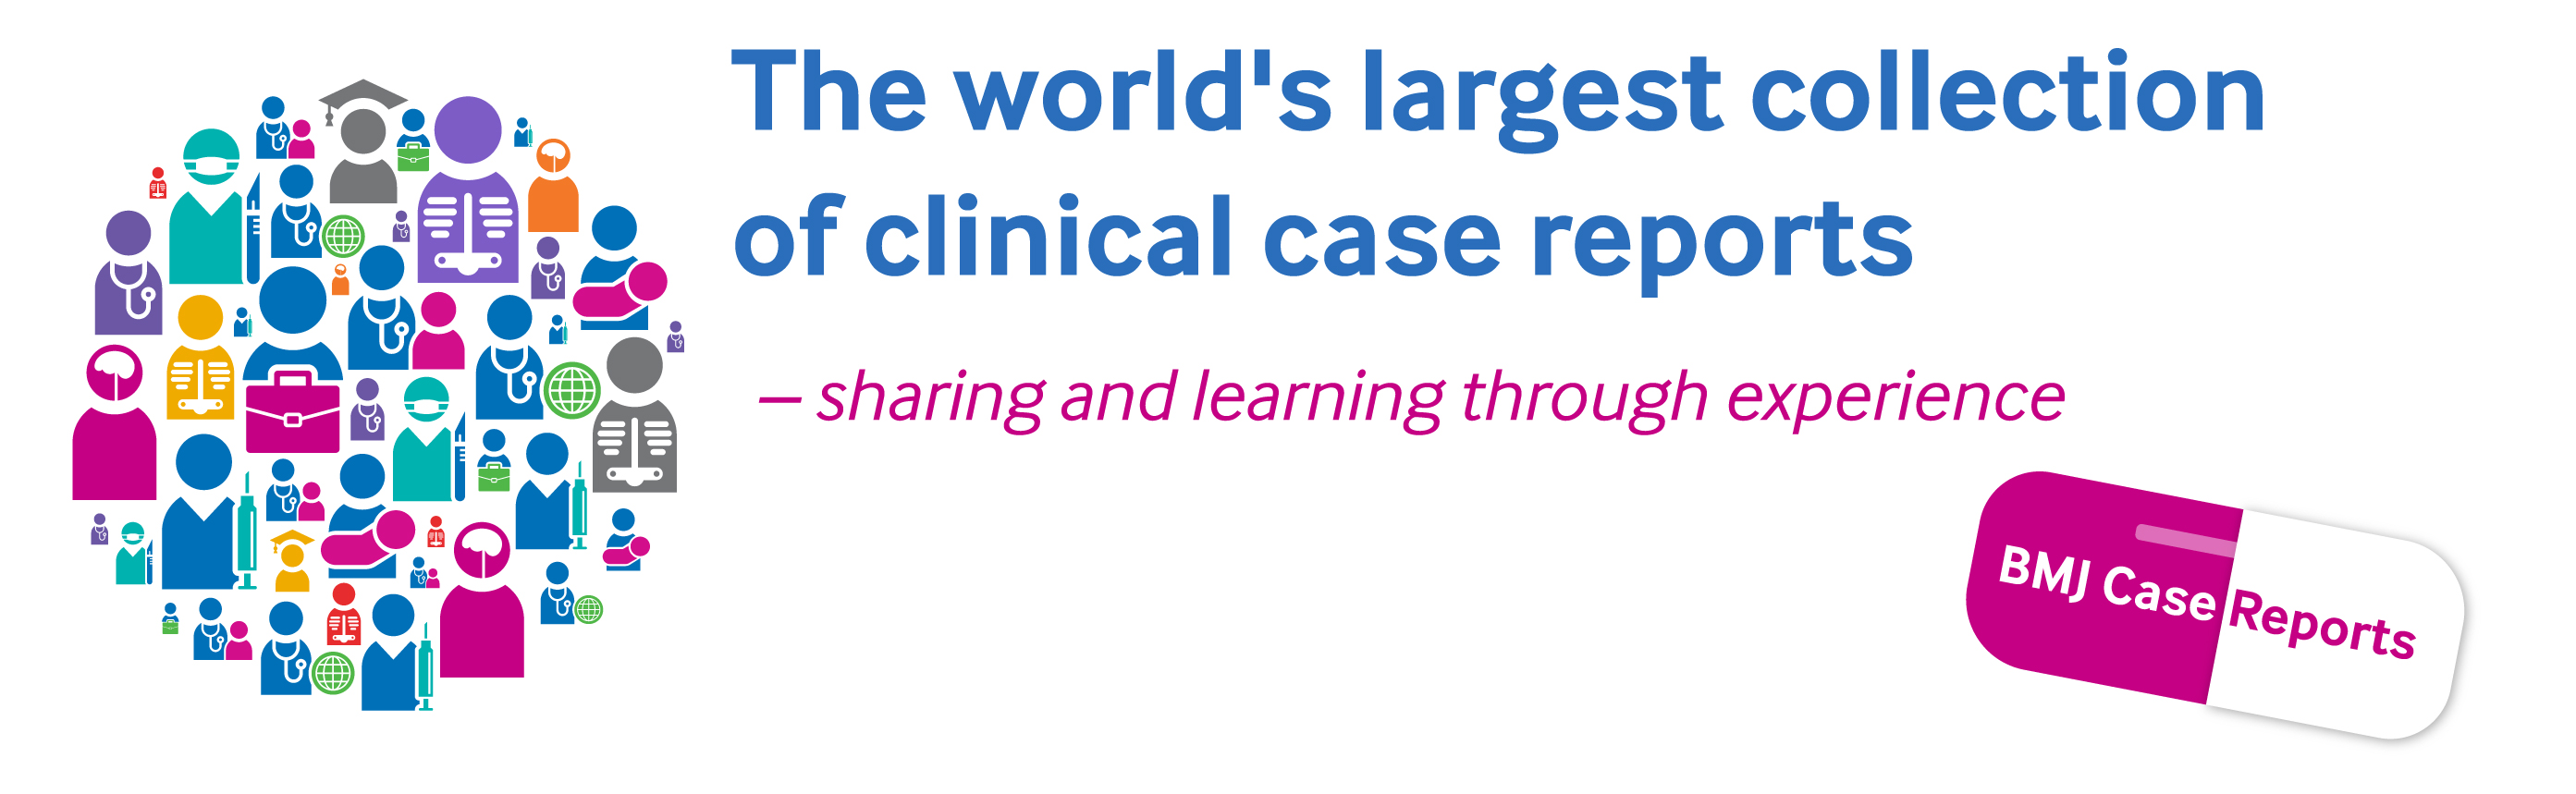 The world's largest collection
of clinical case reports
– sharing and learning through experience
BMJ Case Reports